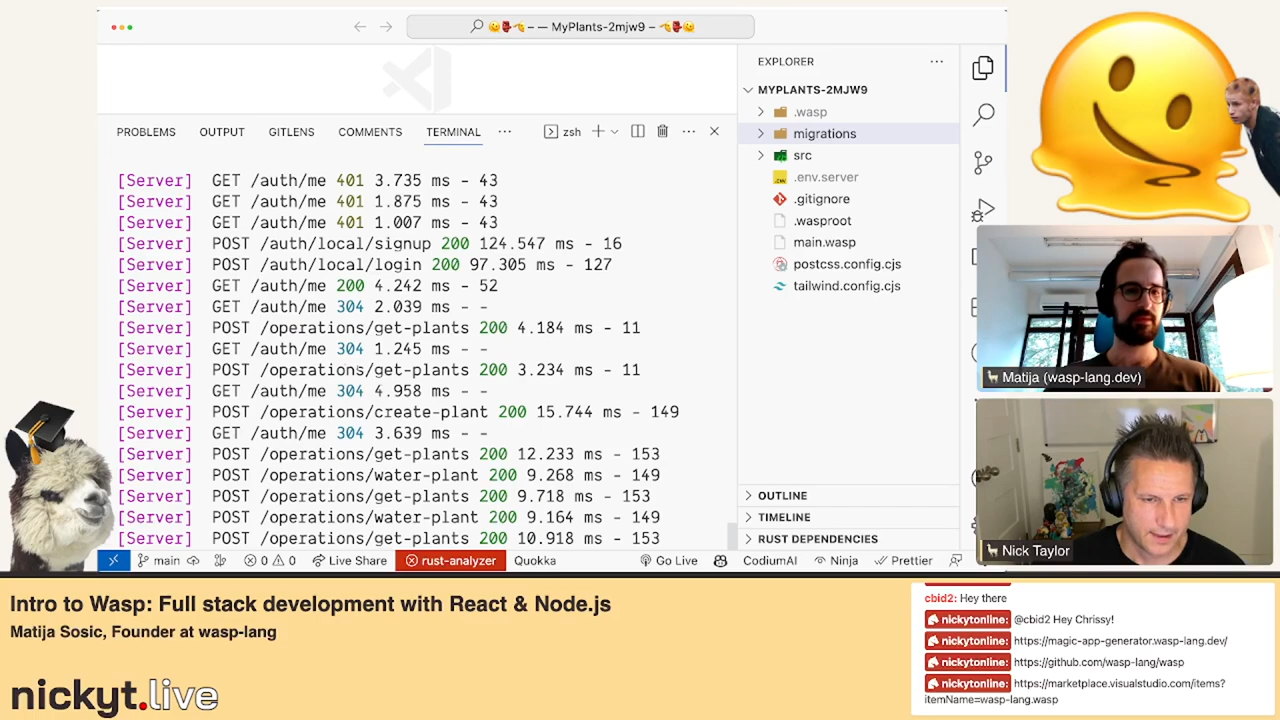 MyPlants-2mjw9
PROBLEMS OUTPUT GITLENS COMMENTS TERMINAL zsh
[Server] GET /auth/me 401 3.735 ms - 43
[Server] GET /auth/me 401 1.875 ms - 43
[Server] GET /auth/me 401 1.007 ms - 43
[Server] POST /auth/local/signup 200 124.547 ms - 16
[Server] POST /auth/local/login 200 97.305 ms - 127
[Server] GET /auth/me 200 4.242 ms - 52
[Server] GET /auth/me 304 2.039 ms - -
[Server] POST /operations/get-plants 200 4.184 ms - 11
[Server] GET /auth/me 304 1.245 ms - -
[Server] POST /operations/get-plants 200 3.234 ms - 11
[Server] GET /auth/me 304 4.958 ms - -
[Server] POST /operations/create-plant 200 15.744 ms - 149
[Server] GET /auth/me 304 3.639 ms - -
[Server] POST /operations/get-plants 200 12.233 ms - 153
[Server] POST /operations/water-plant 200 9.268 ms - 149
[Server] POST /operations/get-plants 200 9.718 ms - 153
[Server] POST /operations/water-plant 200 9.164 ms - 149
[Server] POST /operations/get-plants 200 10.918 ms - 153
EXPLORER
MYPLANTS-2MJW9
.wasp
migrations
src
.env.server
.gitignore
.wasproot
main.wasp
postcss.config.cjs
tailwind.config.cjs
OUTLINE
TIMELINE
RUST DEPENDENCIES
main 0 0 Live Share rust-analyzer Quokka Go Live CodiumAI Ninja Prettier
Matija (wasp-lang.dev)
Nick Taylor
Intro to Wasp: Full stack development with React & Node.js
Matija Sosic, Founder at wasp-lang
nickyt.live
cbid2: Hey there
nickytonline: @cbid2 Hey Chrissy!
nickytonline: https://magic-app-generator.wasp-lang.dev/
nickytonline: https://github.com/wasp-lang/wasp
nickytonline: https://marketplace.visualstudio.com/items?
itemName=wasp-lang.wasp